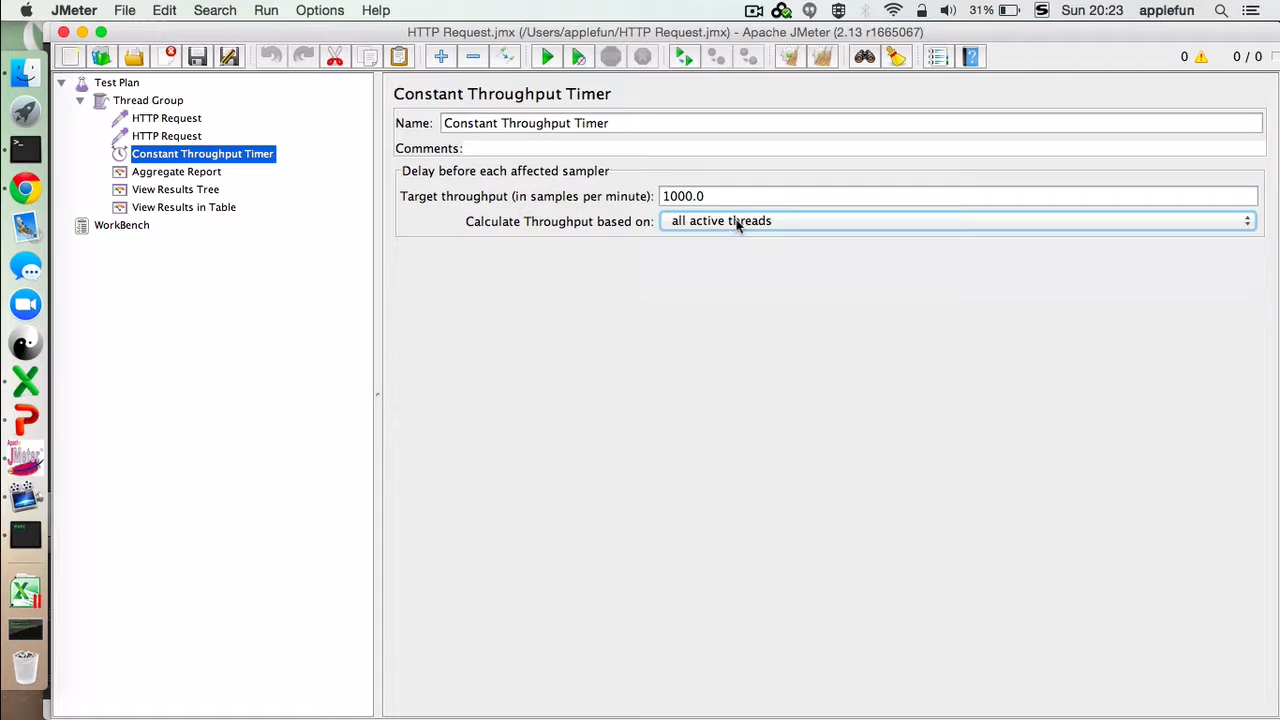 JMeter File Edit Search Run Options Help 31% Sun 20:23 applefun
HTTP Request.jmx (/Users/applefun/HTTP Request.jmx) - Apache JMeter (2.13 r1665067)
0 0 / 0
Test Plan
Thread Group
HTTP Request
HTTP Request
Constant Throughput Timer
Aggregate Report
View Results Tree
View Results in Table
WorkBench
Constant Throughput Timer
Name: Constant Throughput Timer
Comments:
Delay before each affected sampler
Target throughput (in samples per minute): 1000.0
Calculate Throughput based on: all active threads
Apache
JMeter